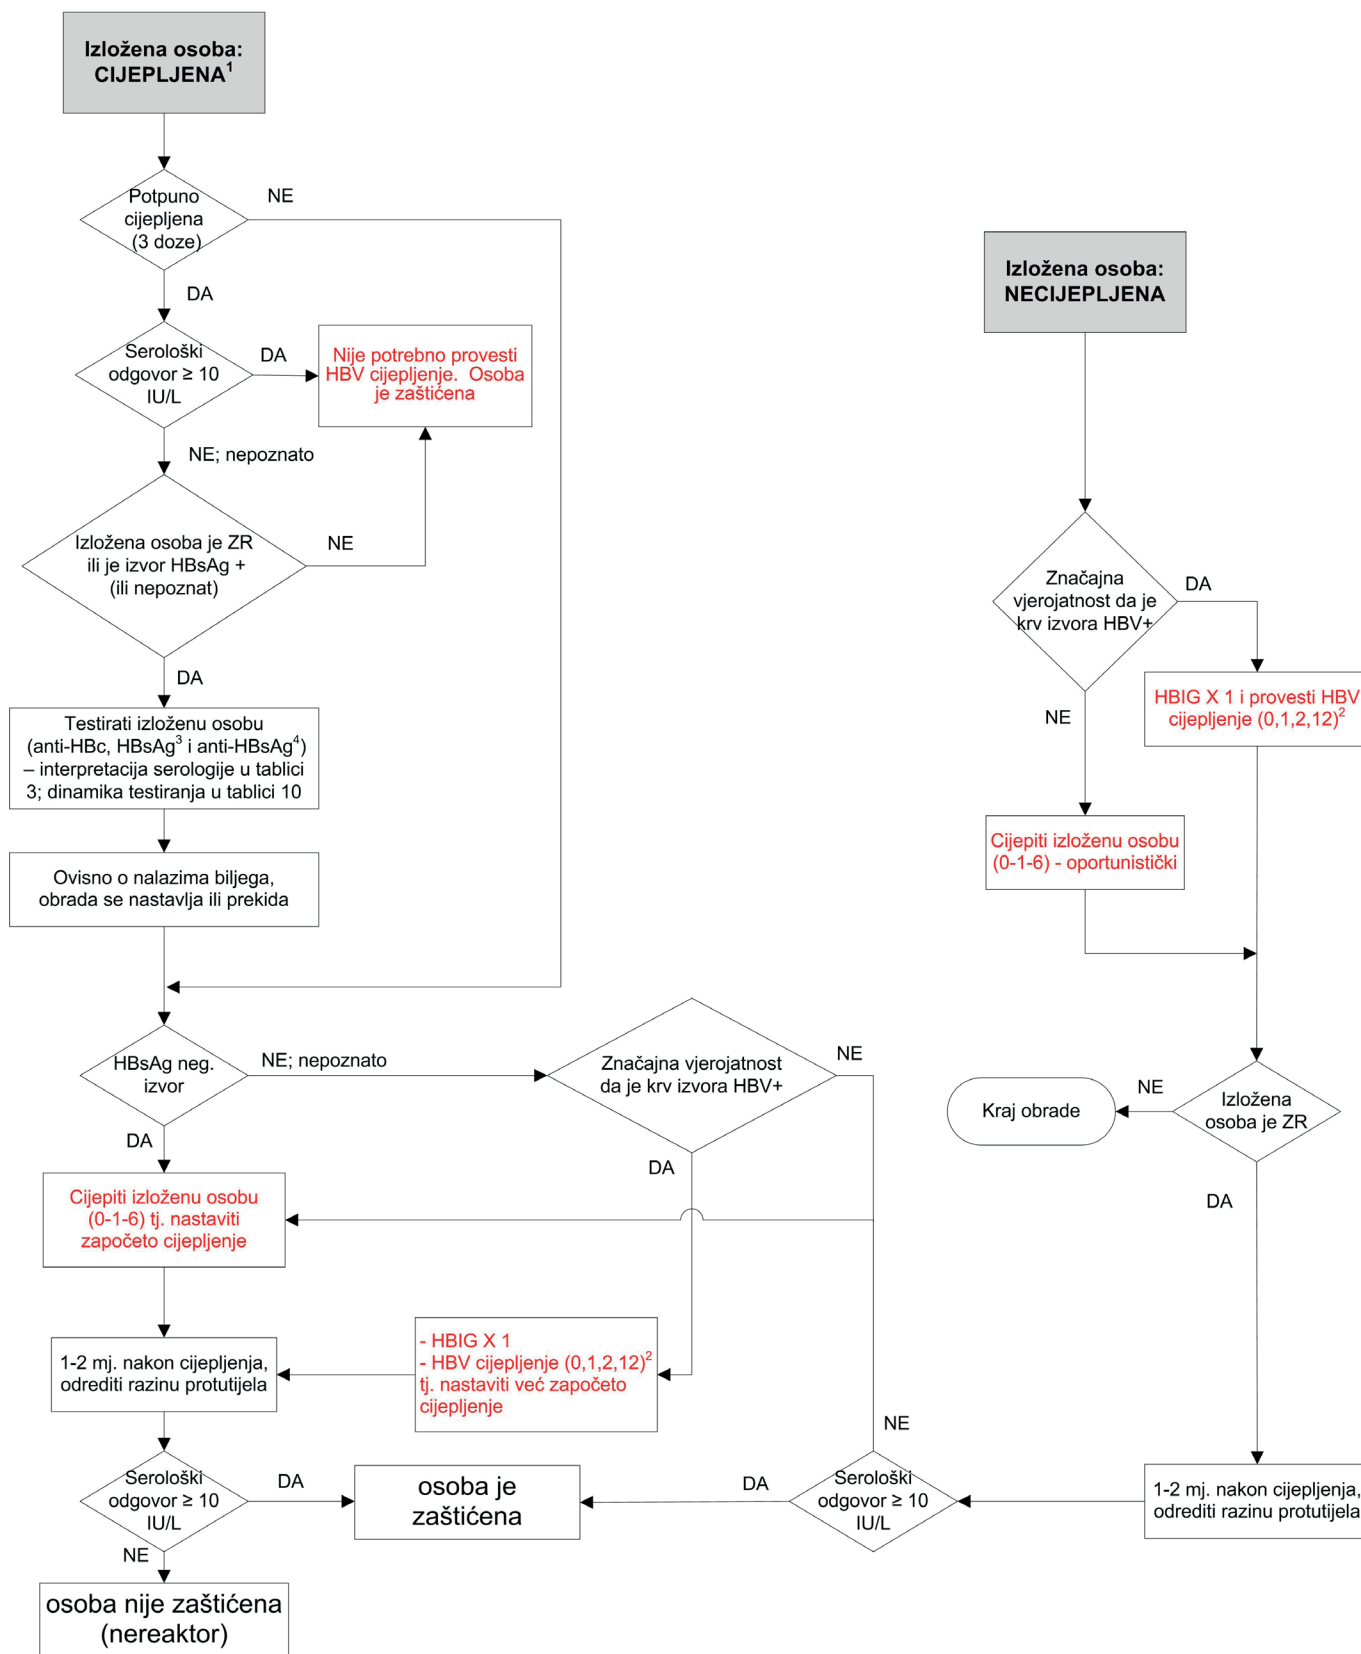 Izložena osoba:
CIJEPLJENA¹
Potpuno
cijepljena
(3 doze)
NE
DA
Serološki
odgovor ≥ 10
IU/L
DA
Nije potrebno provesti
HBV cijepljenje. Osoba
je zaštićena
NE; nepoznato
Izložena osoba je ZR
ili je izvor HBsAg +
(ili nepoznat)
NE
DA
Testirati izloženu osobu
(anti-HBc, HBsAg³ i anti-HBsAg⁴)
– interpretacija serologije u tablici
3; dinamika testiranja u tablici 10
Ovisno o nalazima biljega,
obrada se nastavlja ili prekida
HBsAg neg.
izvor
NE; nepoznato
Značajna vjerojatnost
da je krv izvora HBV+
NE
DA
DA
Cijepiti izloženu osobu
(0-1-6) tj. nastaviti
započeto cijepljenje
- HBIG X 1
- HBV cijepljenje (0,1,2,12)²
tj. nastaviti već započeto
cijepljenje
1-2 mj. nakon cijepljenja,
odrediti razinu protutijela
Serološki
odgovor ≥ 10
IU/L
DA
osoba je
zaštićena
NE
osoba nije zaštićena
(nereaktor)
Izložena osoba:
NECIJEPLJENA
Značajna
vjerojatnost da je
krv izvora HBV+
DA
HBIG X 1 i provesti HBV
cijepljenje (0,1,2,12)²
NE
Cijepiti izloženu osobu
(0-1-6) - oportunistički
Izložena
osoba je ZR
NE
Kraj obrade
DA
1-2 mj. nakon cijepljenja,
odrediti razinu protutijela
Serološki
odgovor ≥ 10
IU/L
DA
NE